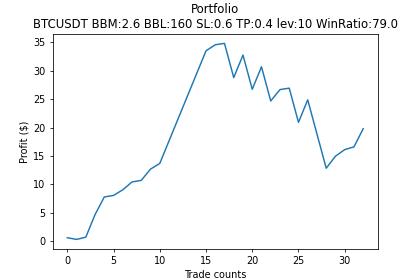 Portfolio
BTCUSDT BBM:2.6 BBL:160 SL:0.6 TP:0.4 lev:10 WinRatio:79.0
35
30
25
20
15
10
5
0
Profit ($)
0 5 10 15 20 25 30
Trade counts